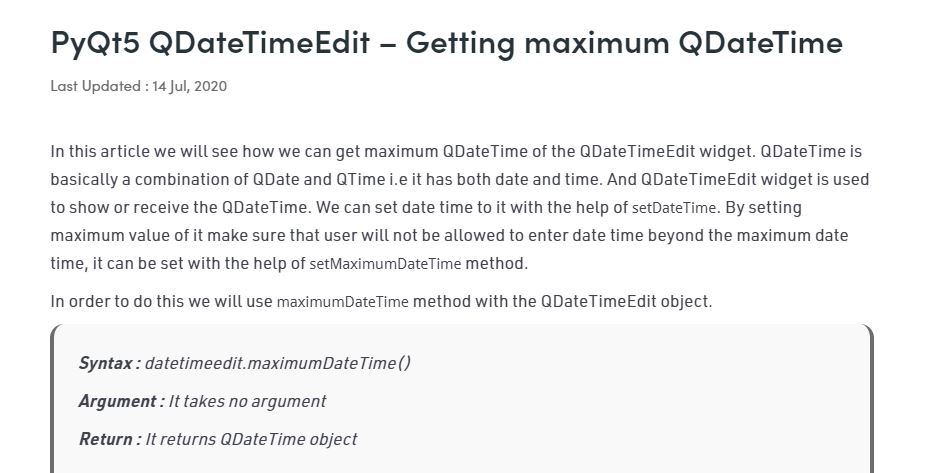 PyQt5 QDateTimeEdit – Getting maximum QDateTime
Last Updated : 14 Jul, 2020
In this article we will see how we can get maximum QDateTime of the QDateTimeEdit widget. QDateTime is
basically a combination of QDate and QTime i.e it has both date and time. And QDateTimeEdit widget is used
to show or receive the QDateTime. We can set date time to it with the help of setDateTime. By setting
maximum value of it make sure that user will not be allowed to enter date time beyond the maximum date
time, it can be set with the help of setMaximumDateTime method.
In order to do this we will use maximumDateTime method with the QDateTimeEdit object.
Syntax : datetimeedit.maximumDateTime()
Argument : It takes no argument
Return : It returns QDateTime object